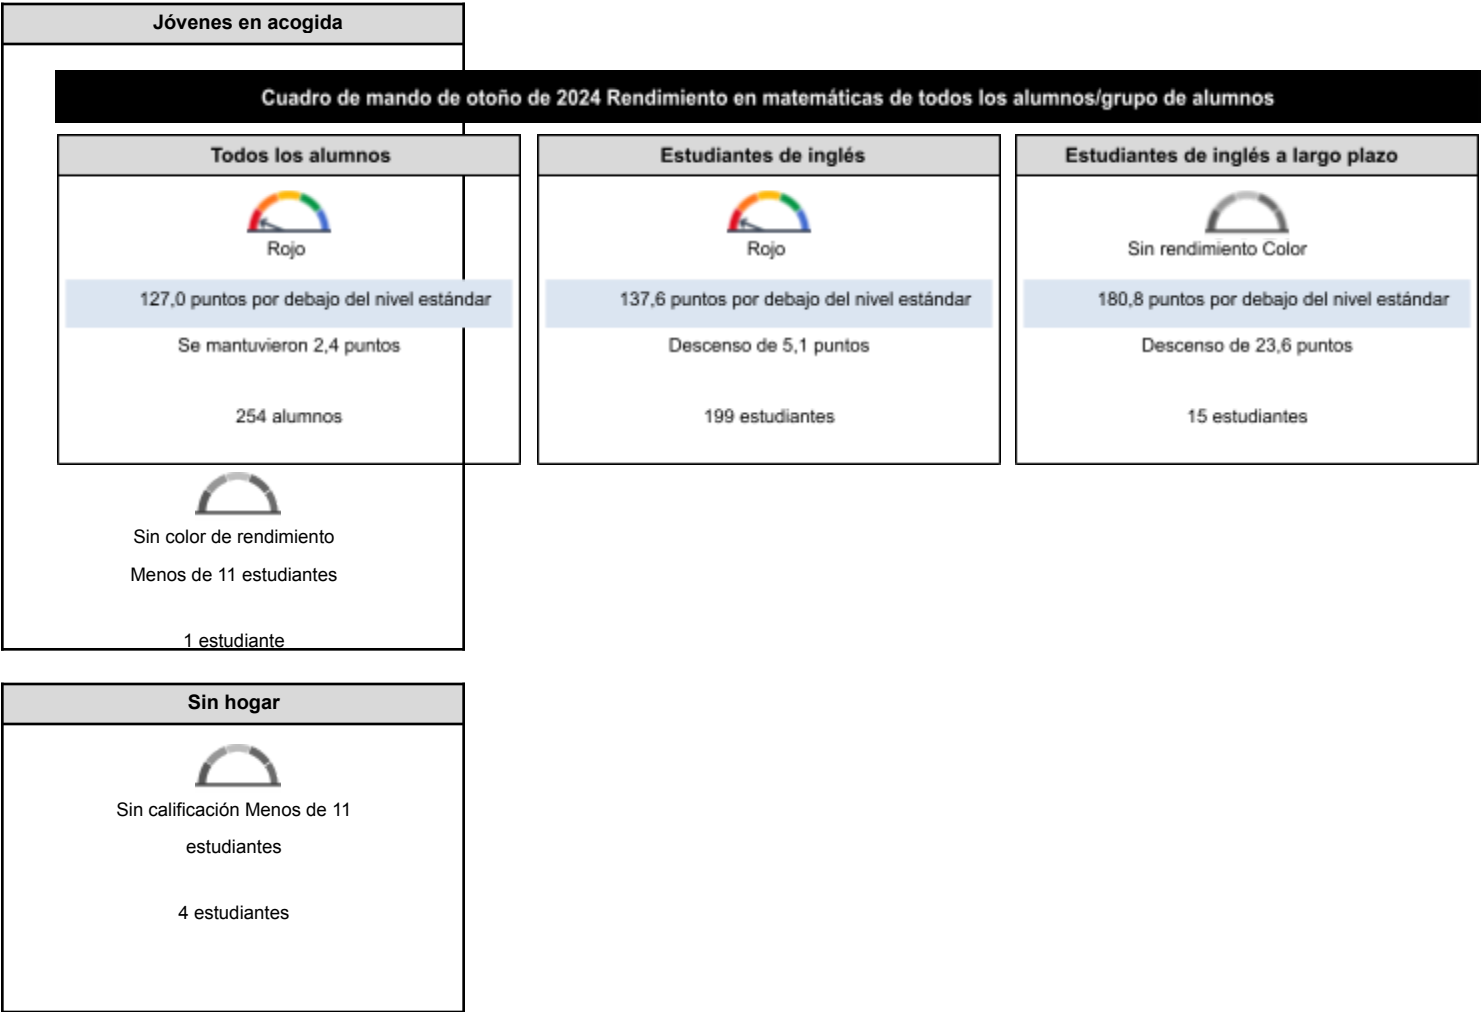 Jóvenes en acogida
Cuadro de mando de otoño de 2024 Rendimiento en matemáticas de todos los alumnos/grupo de alumnos
Todos los alumnos
Rojo
127,0 puntos por debajo del nivel estándar
Se mantuvieron 2,4 puntos
254 alumnos
Estudiantes de inglés
Rojo
137,6 puntos por debajo del nivel estándar
Descenso de 5,1 puntos
199 estudiantes
Estudiantes de inglés a largo plazo
Sin rendimiento Color
180,8 puntos por debajo del nivel estándar
Descenso de 23,6 puntos
15 estudiantes
Sin color de rendimiento
Menos de 11 estudiantes
1 estudiante
Sin hogar
Sin calificación Menos de 11
estudiantes
4 estudiantes